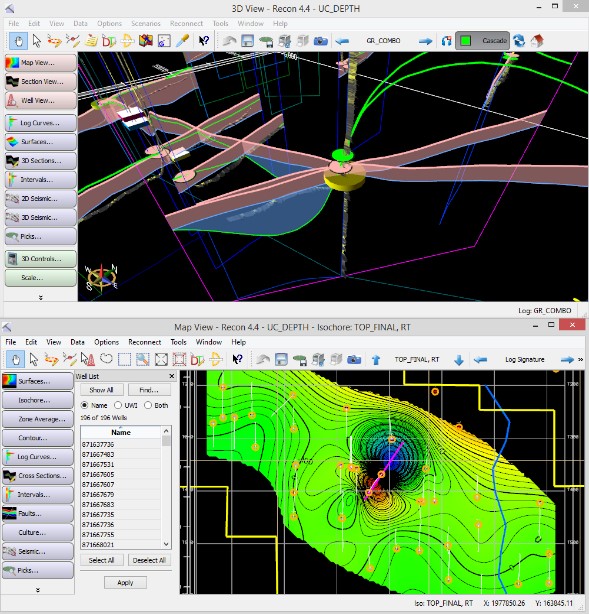 3D View - Recon 4.4 - UC_DEPTH
File Edit View Data Options Scenarios Reconnect Tools Window Help
GR_COMBO Cascade
Map View...
Section View...
Well View...
Log Curves...
Surfaces...
3D Sections...
Intervals...
2D Seismic...
3D Seismic...
Picks...
3D Controls...
Scale...
Log: GR_COMBO
Map View - Recon 4.4 - UC_DEPTH - Isochore: TOP_FINAL, RT
File Edit View Data Options Reconnect Tools Window Help
TOP_FINAL, RT Log Signature
Surfaces...
Isochore...
Zone Average...
Contour...
Log Curves...
Cross Sections...
Intervals...
Faults...
Culture...
Seismic...
Picks...
Well List
Show All Find...
Name UWI Both
196 of 196 Wells
Name
871637736
871667483
871667531
871667605
871667607
871667679
871667683
871667735
871667736
871667755
871668021
Select All Deselect All
Apply
Iso: TOP_FINAL, RT X: 1977850.26 Y: 163845.11